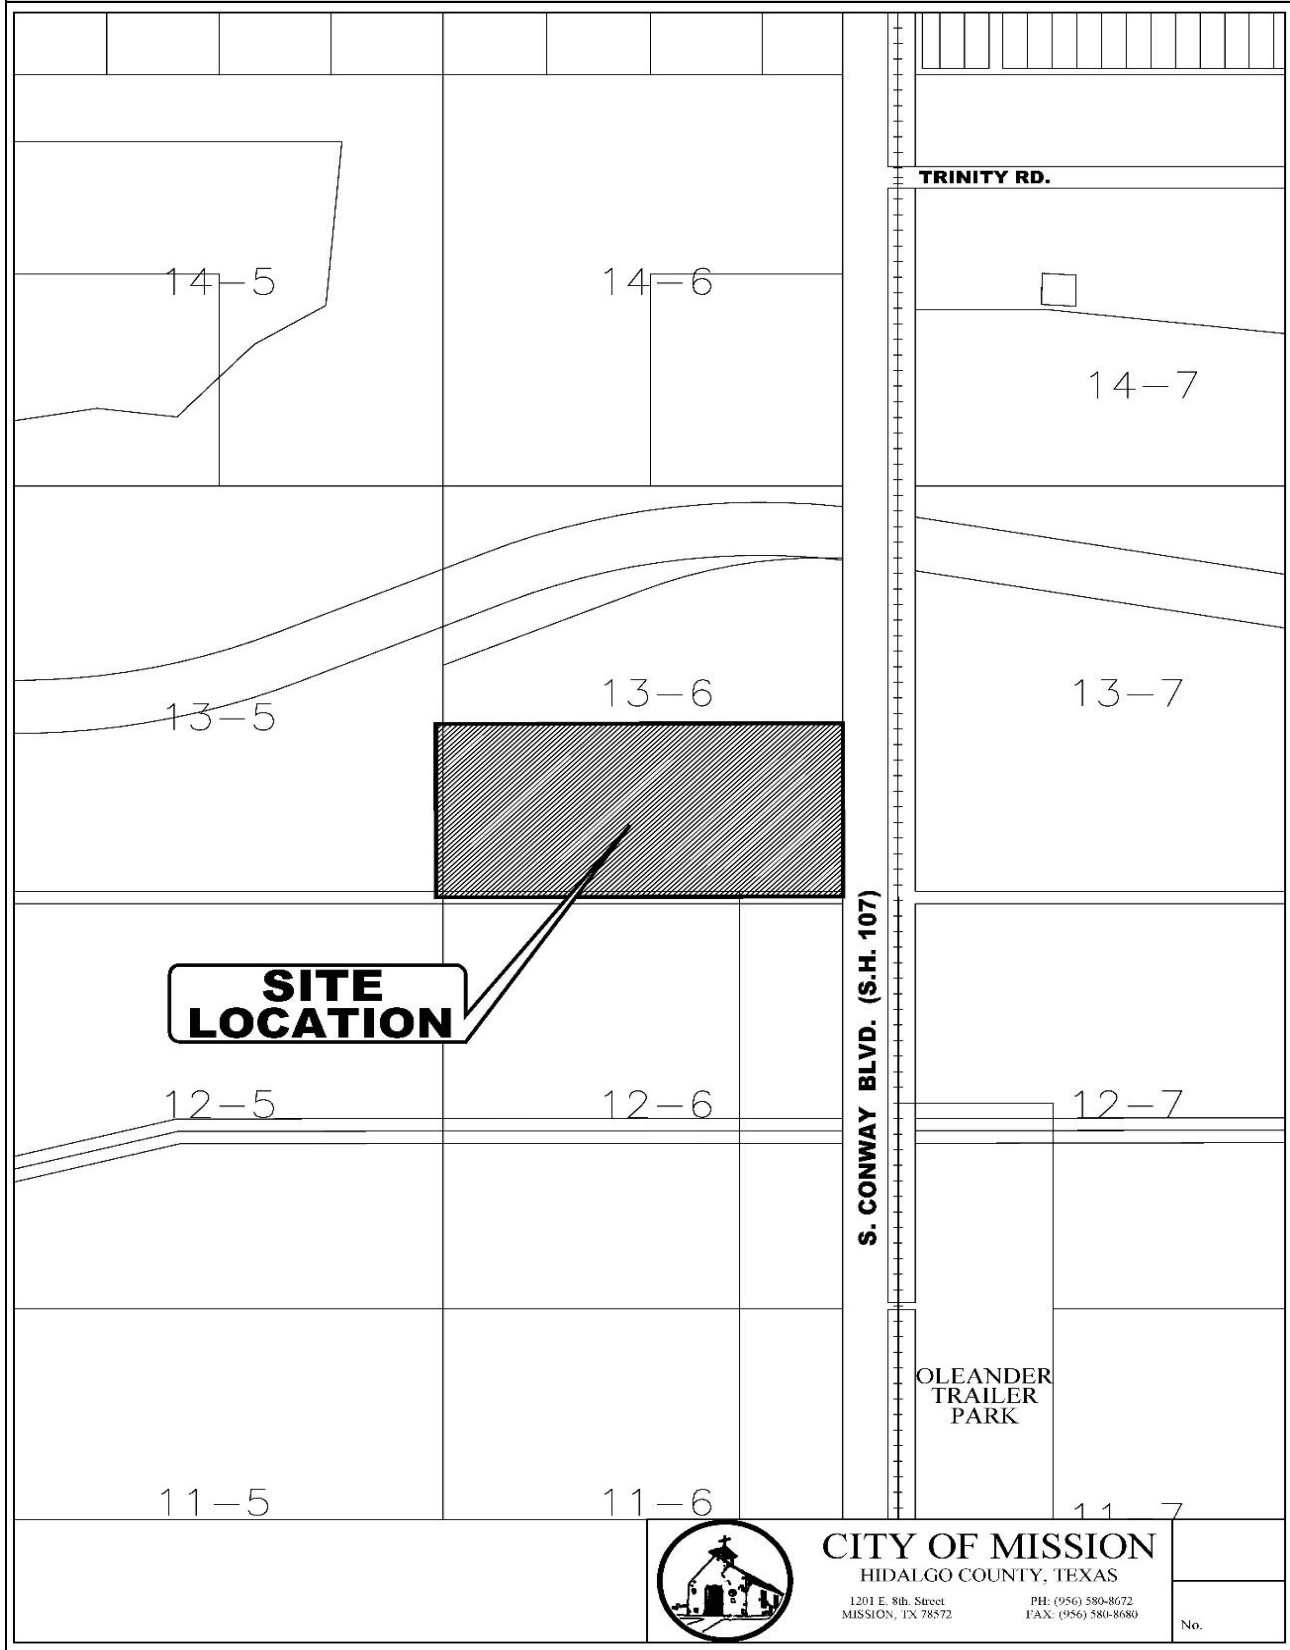 TRINITY RD.
14-5
14-6
14-7
13-5
13-6
13-7
SITE
LOCATION
S. CONWAY BLVD. (S.H. 107)
12-5
12-6
12-7
OLEANDER
TRAILER
PARK
11-5
11-6
11-7
CITY OF MISSION
HIDALGO COUNTY, TEXAS
1201 E. 8th. Street
MISSION, TX 78572
PH: (956) 580-8672
FAX: (956) 580-8680
No.